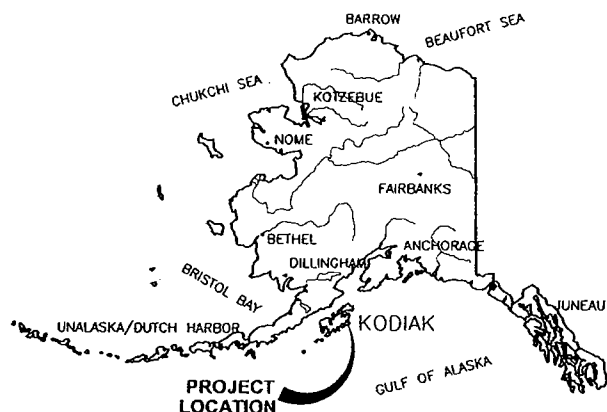 BARROW
BEAUFORT SEA
CHUKCHI SEA
KOTZEBUE
NOME
FAIRBANKS
BETHEL
ANCHORAGE
DILLINGHAM
BRISTOL BAY
UNALASKA/DUTCH HARBOR
KODIAK
JUNEAU
GULF OF ALASKA
PROJECT
LOCATION